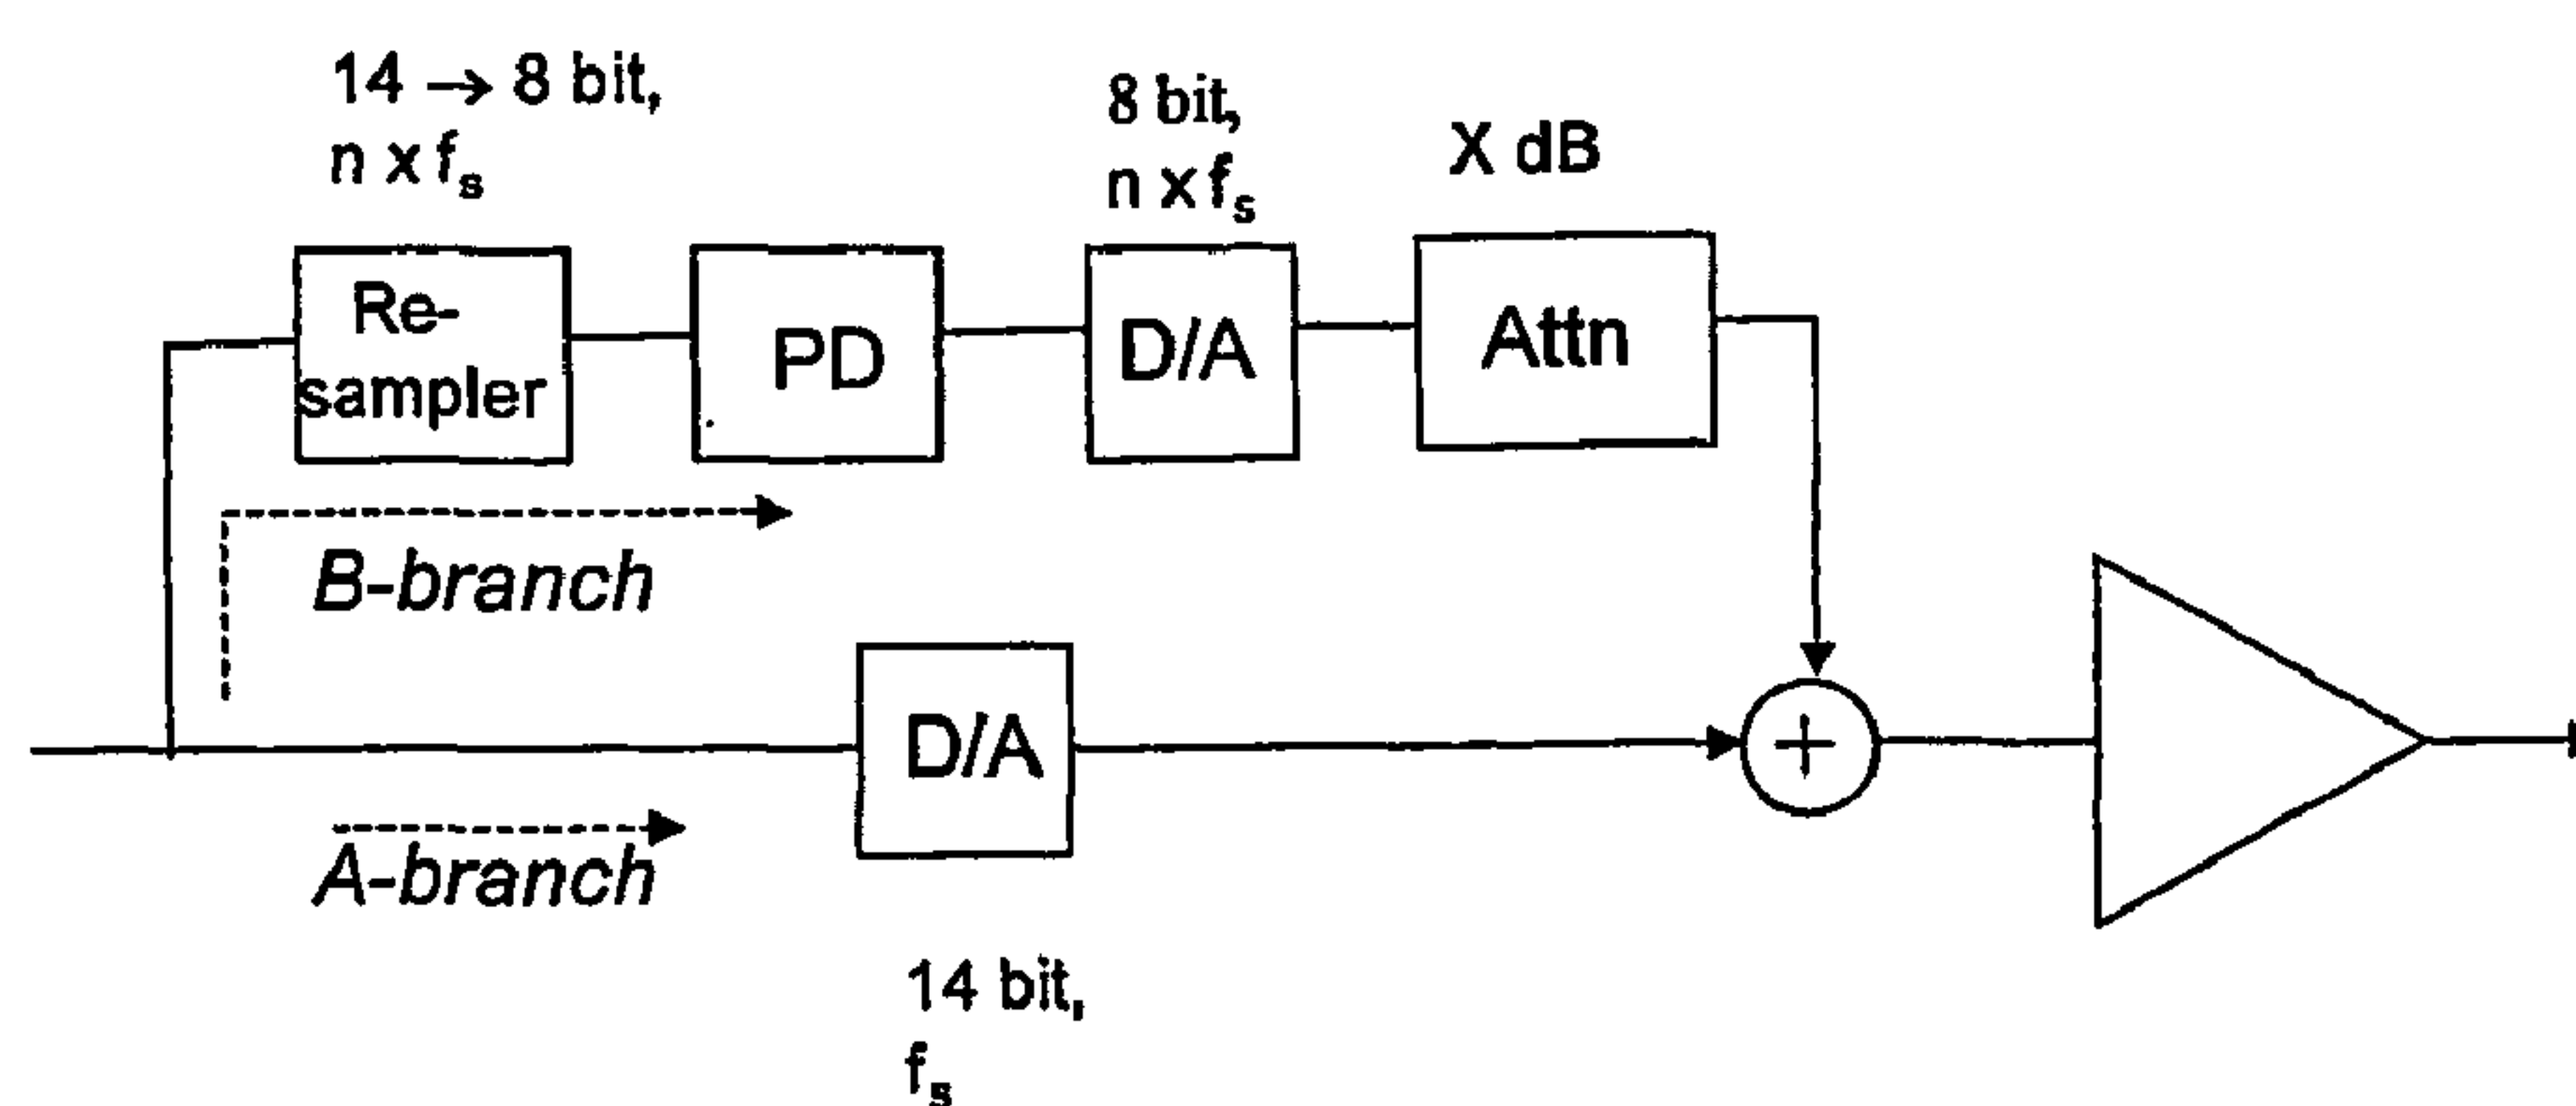 14 → 8 bit,
n x fs
8 bit,
n x fs
X dB
Re-
sampler
PD
D/A
Attn
B-branch
D/A
A-branch
14 bit,
fs